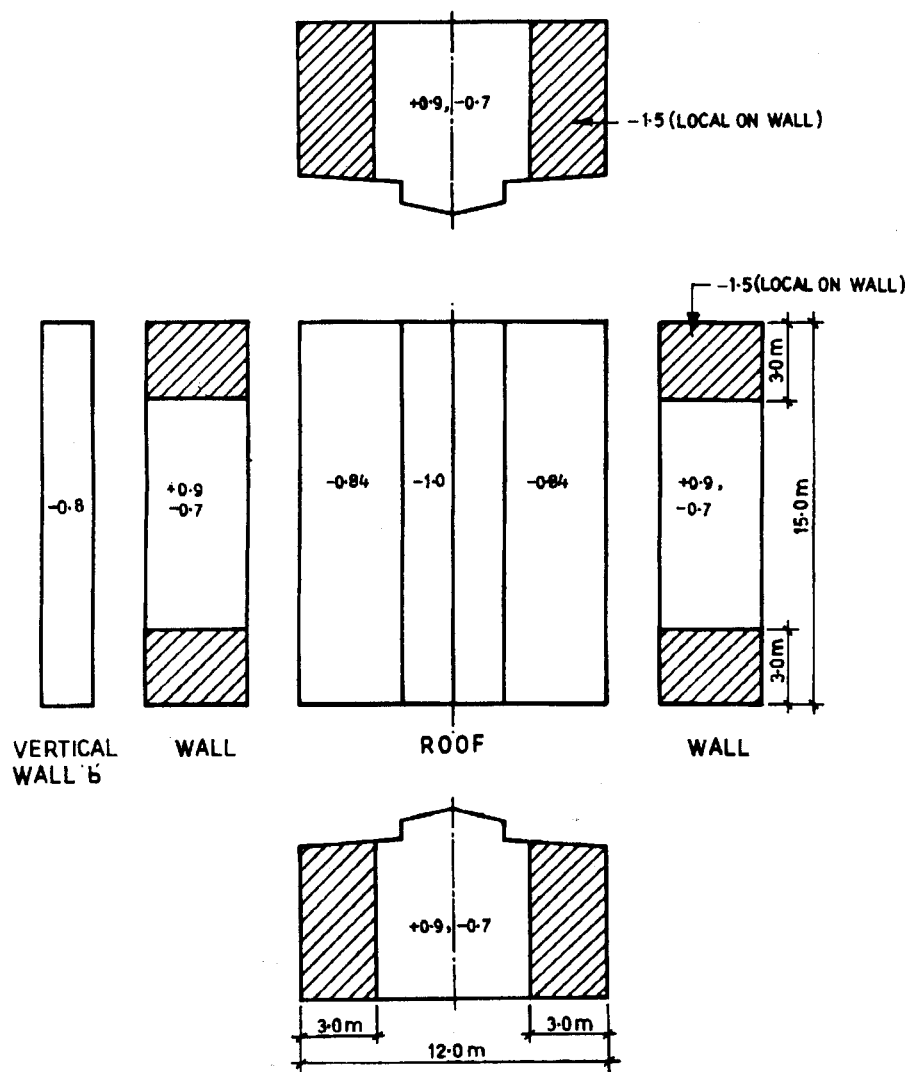 +0.9, -0.7
-1.5 (LOCAL ON WALL)
-1.5 (LOCAL ON WALL)
3.0m
-0.8
+0.9
-0.7
-0.84
-1.0
-0.84
+0.9,
-0.7
15.0m
3.0m
VERTICAL
WALL b
WALL
ROOF
WALL
+0.9, -0.7
3.0m
3.0m
12.0m